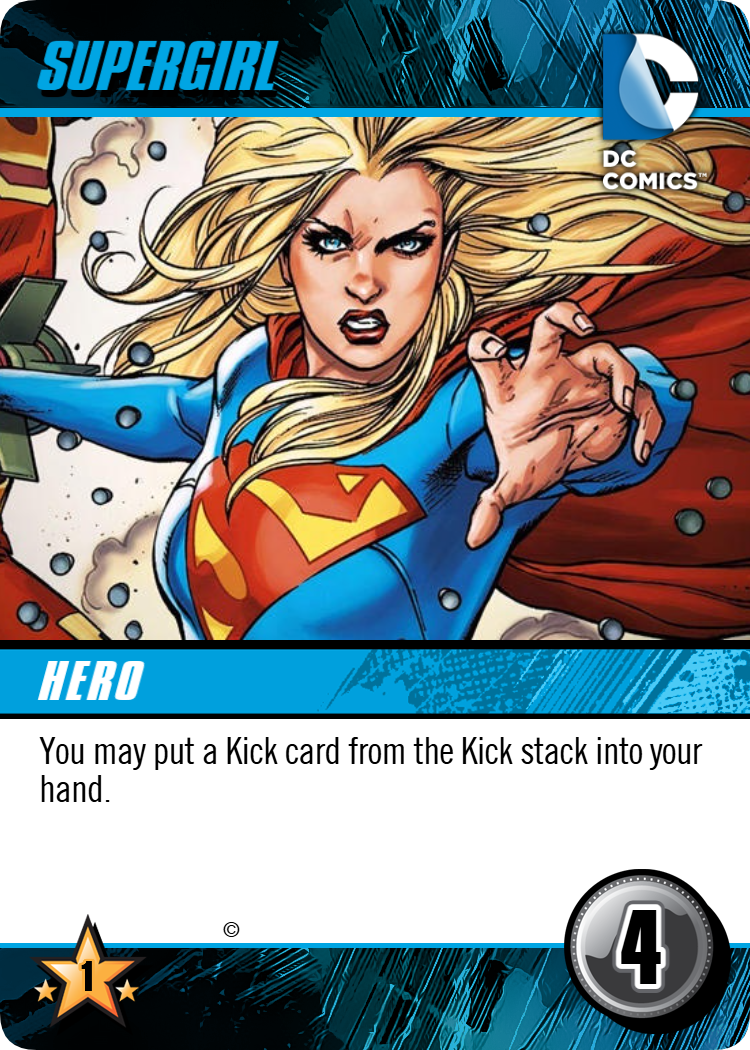 SUPERGIRL
DC
COMICS™
HERO
You may put a Kick card from the Kick stack into your
hand.
©
1
4